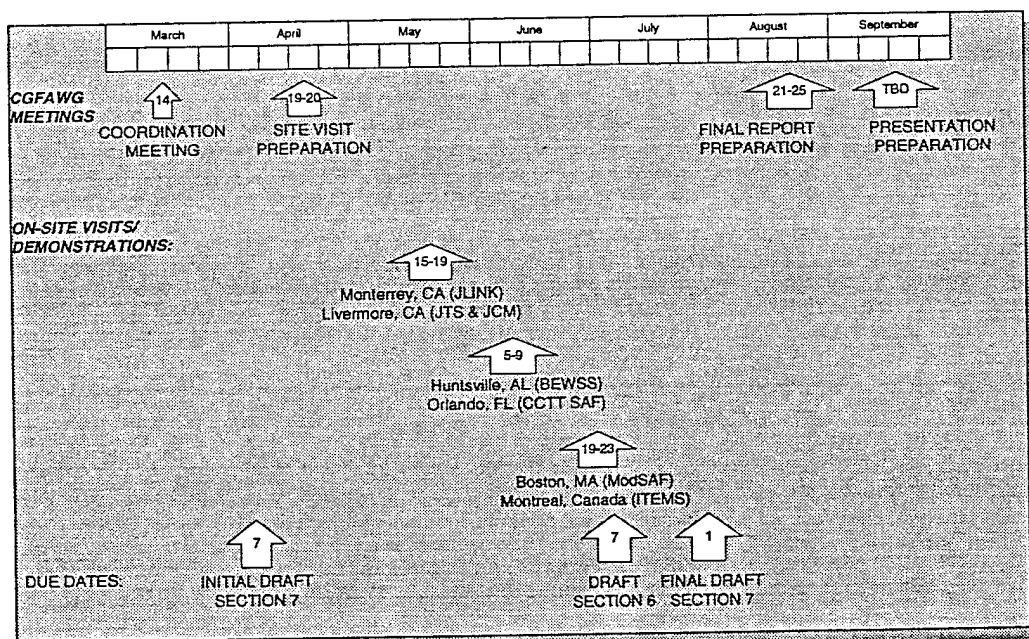 March April May June July August September
CGFAWG
MEETINGS
14
COORDINATION
MEETING
19-20
SITE VISIT
PREPARATION
21-25
FINAL REPORT
PREPARATION
TBD
PRESENTATION
PREPARATION
ON-SITE VISITS/
DEMONSTRATIONS:
15-19
Monterrey, CA (JLINK)
Livermore, CA (JTS & JCM)
5-9
Huntsville, AL (BEWSS)
Orlando, FL (CCTT SAF)
19-23
Boston, MA (ModSAF)
Montreal, Canada (ITEMS)
DUE DATES:
7
INITIAL DRAFT
SECTION 7
7
DRAFT
SECTION 6
1
FINAL DRAFT
SECTION 7